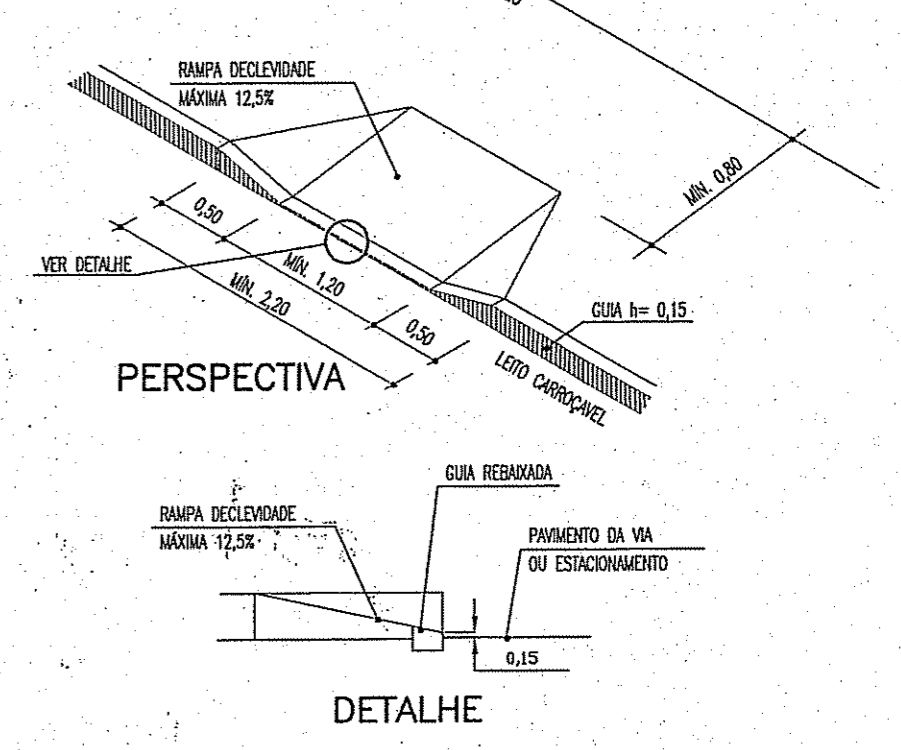 RAMPA DECLEVIDADE
MÁXIMA 12,5%
MÍN. 0,80
0,50
MÍN. 1,20
0,50
MÍN. 2,20
VER DETALHE
GUIA h= 0,15
LEITO CARROÇAVEL
PERSPECTIVA
GUIA REBAIXADA
RAMPA DECLEVIDADE
MÁXIMA 12,5%
PAVIMENTO DA VIA
OU ESTACIONAMENTO
0,15
DETALHE